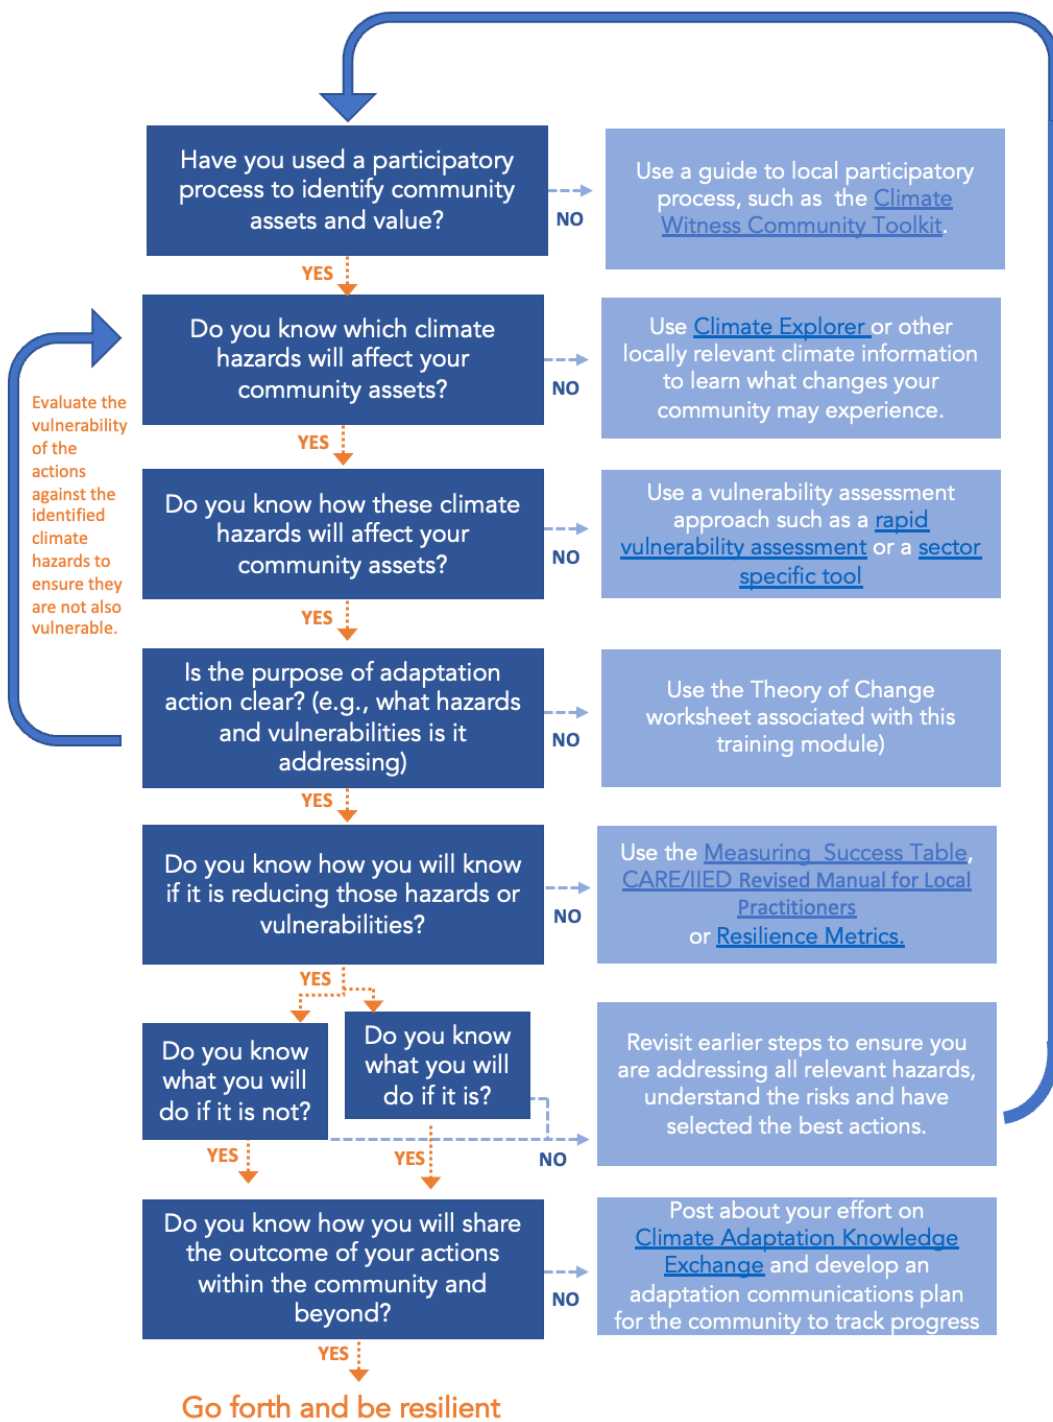 Have you used a participatory
process to identify community
assets and value?
NO
Use a guide to local participatory
process, such as the Climate
Witness Community Toolkit.
YES
Do you know which climate
hazards will affect your
community assets?
NO
Use Climate Explorer or other
locally relevant climate information
to learn what changes your
community may experience.
Evaluate the
vulnerability
of the
actions
against the
identified
climate
hazards to
ensure they
are not also
vulnerable.
YES
Do you know how these climate
hazards will affect your
community assets?
NO
Use a vulnerability assessment
approach such as a rapid
vulnerability assessment or a sector
specific tool
YES
Is the purpose of adaptation
action clear? (e.g., what hazards
and vulnerabilities is it
addressing)
NO
Use the Theory of Change
worksheet associated with this
training module)
YES
Do you know how you will know
if it is reducing those hazards or
vulnerabilities?
NO
Use the Measuring Success Table,
CARE/IIED Revised Manual for Local
Practitioners
or Resilience Metrics.
YES
Do you know
what you will
do if it is not?
Do you know
what you will
do if it is?
NO
Revisit earlier steps to ensure you
are addressing all relevant hazards,
understand the risks and have
selected the best actions.
YES
YES
Do you know how you will share
the outcome of your actions
within the community and
beyond?
NO
Post about your effort on
Climate Adaptation Knowledge
Exchange and develop an
adaptation communications plan
for the community to track progress
YES
Go forth and be resilient